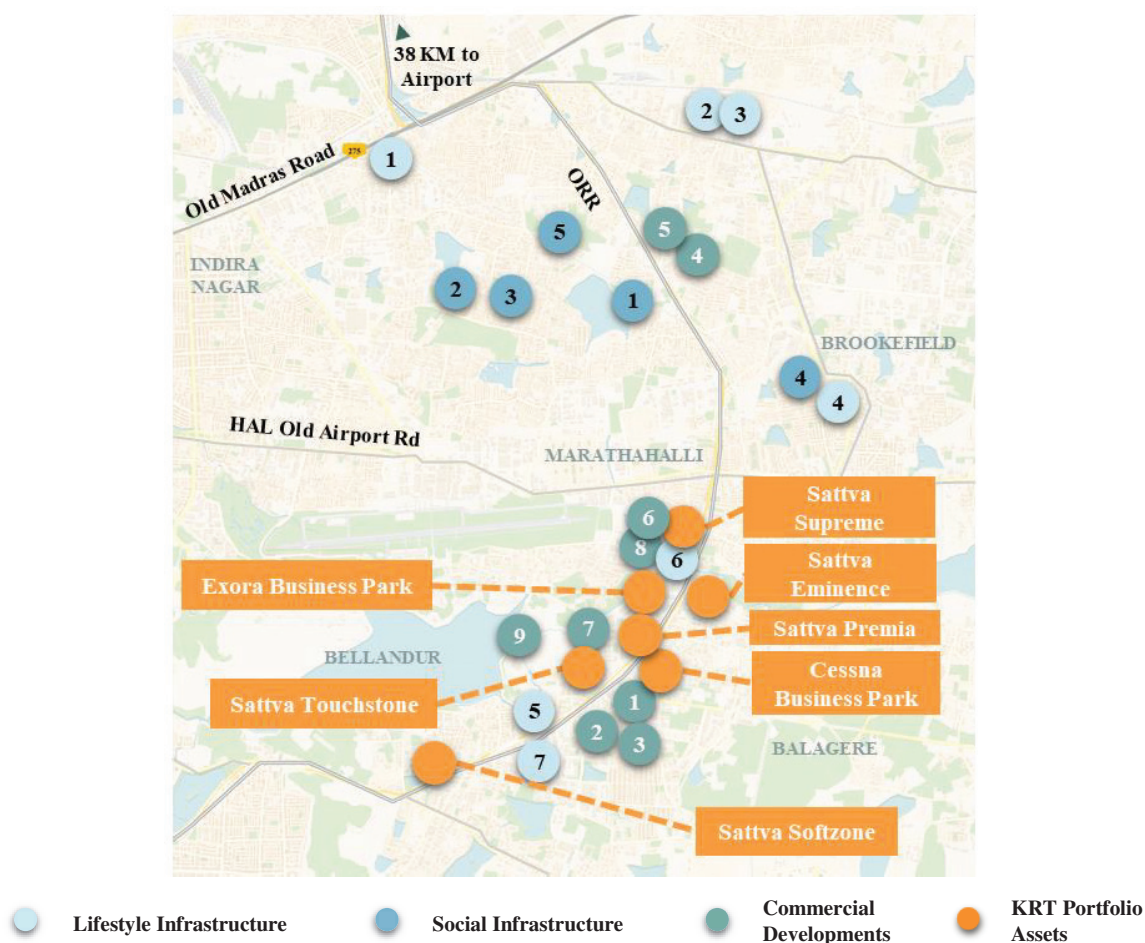 38 KM to
Airport
2
3
Old Madras Road
275
1
ORR
5
5
4
INDIRA
NAGAR
2
3
1
BROOKEFIELD
4
4
HAL Old Airport Rd
MARATHAHALLI
Sattva
Supreme
6
8
6
Sattva
Eminence
Exora Business Park
9
7
Sattva Premia
BELLANDUR
Cessna
Business Park
Sattva Touchstone
5
1
2
3
BALAGERE
7
Sattva Softzone
Lifestyle Infrastructure
Social Infrastructure
Commercial
Developments
KRT Portfolio
Assets